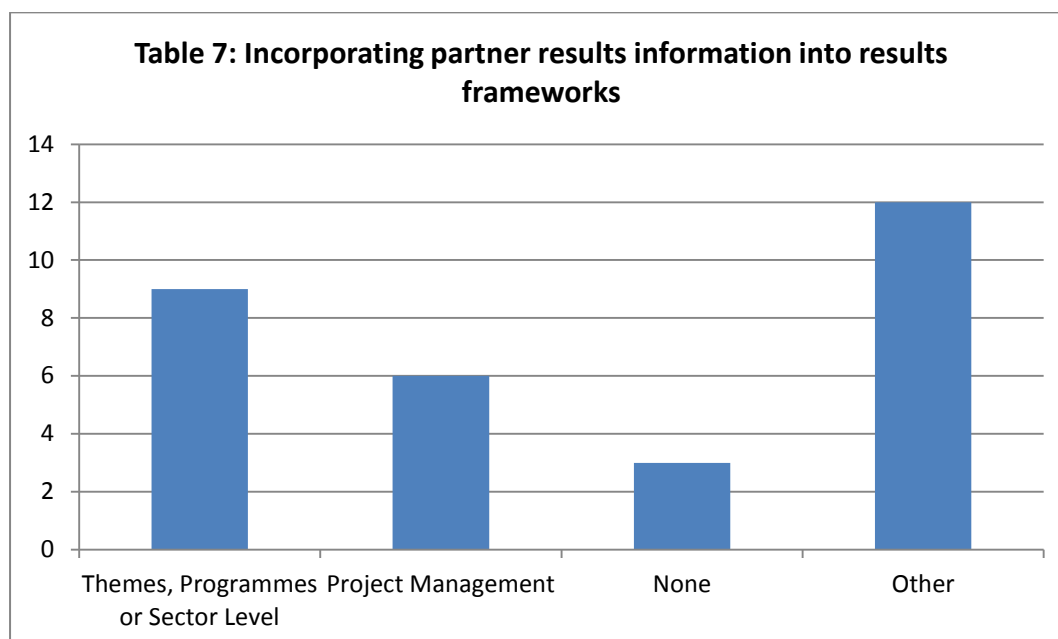 Table 7: Incorporating partner results information into results
frameworks
14
12
10
8
6
4
2
0
Themes, Programmes
or Sector Level
Project Management
None
Other